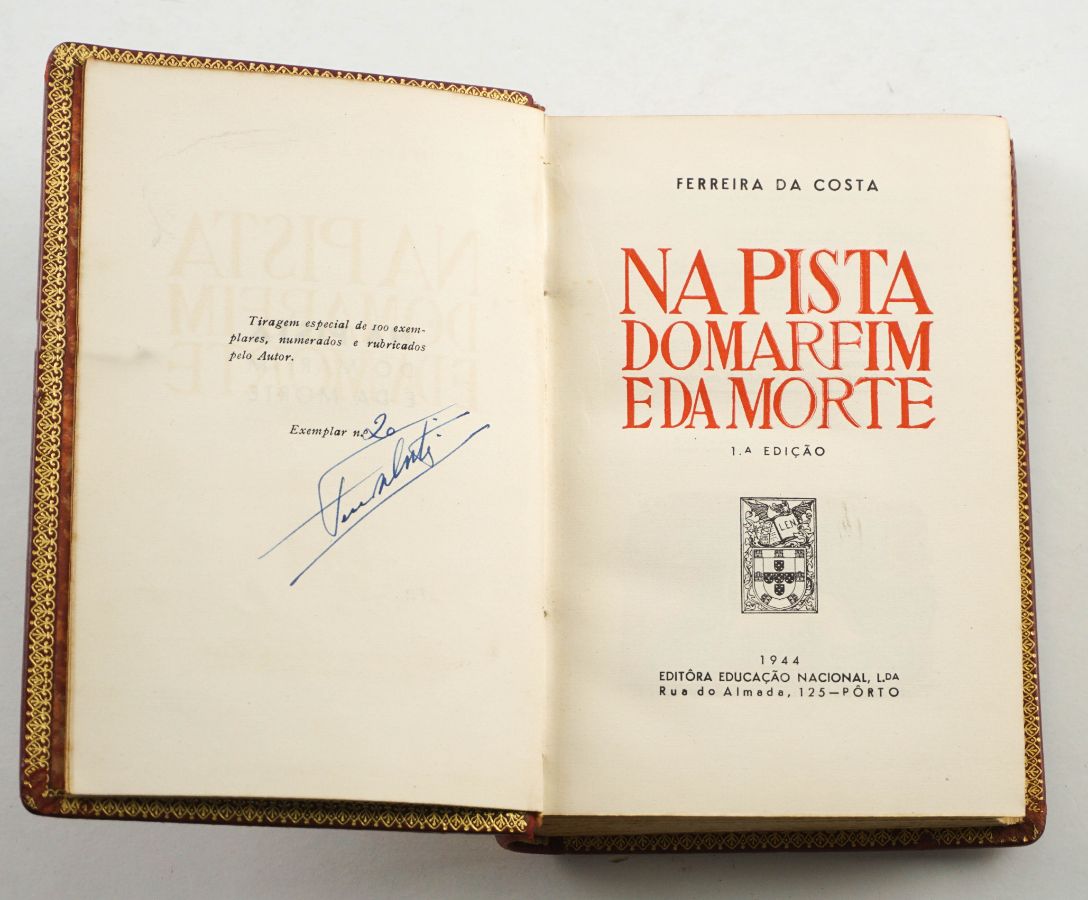 Tiragem especial de 100 exem-
plares, numerados e rubricados
pelo Autor.
Exemplar n.º 20
FERREIRA DA COSTA
NA PISTA
DO MARFIM
E DA MORTE
1.ª EDIÇÃO
LEN
1944
EDITÔRA EDUCAÇÃO NACIONAL, L.DA
Rua do Almada, 125—PÔRTO